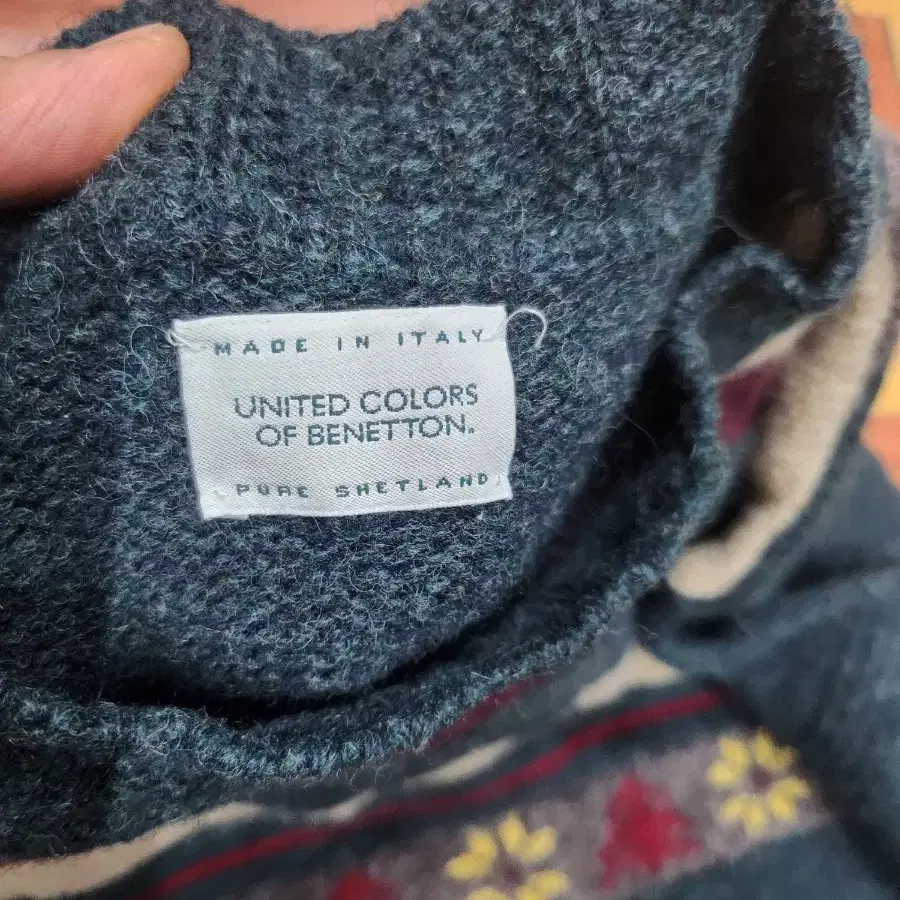 MADE IN ITALY
UNITED COLORS
OF BENETTON.
PURE SHETLAND